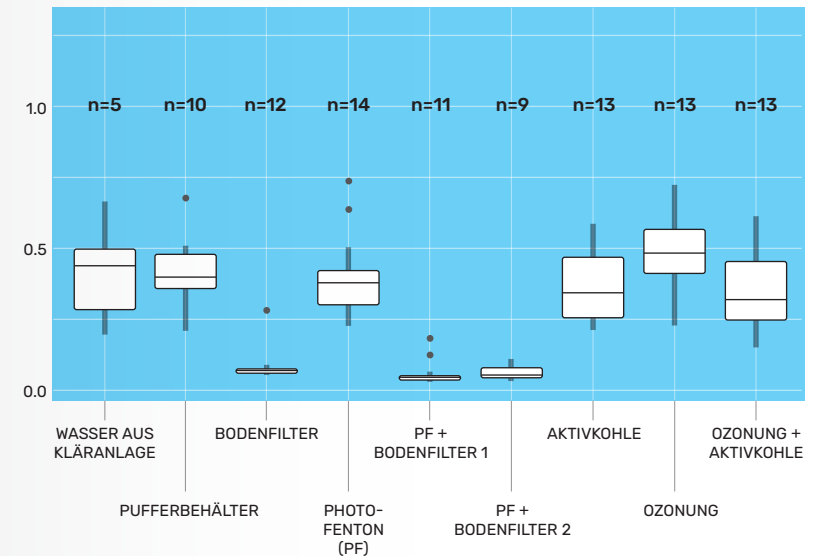 1.0
n=5 n=10 n=12 n=14 n=11 n=9 n=13 n=13 n=13
0.5
0.0
WASSER AUS
KLÄRANLAGE
PUFFERBEHÄLTER
BODENFILTER
PHOTO-
FENTON
(PF)
PF +
BODENFILTER 1
PF +
BODENFILTER 2
AKTIVKOHLE
OZONUNG
OZONUNG +
AKTIVKOHLE